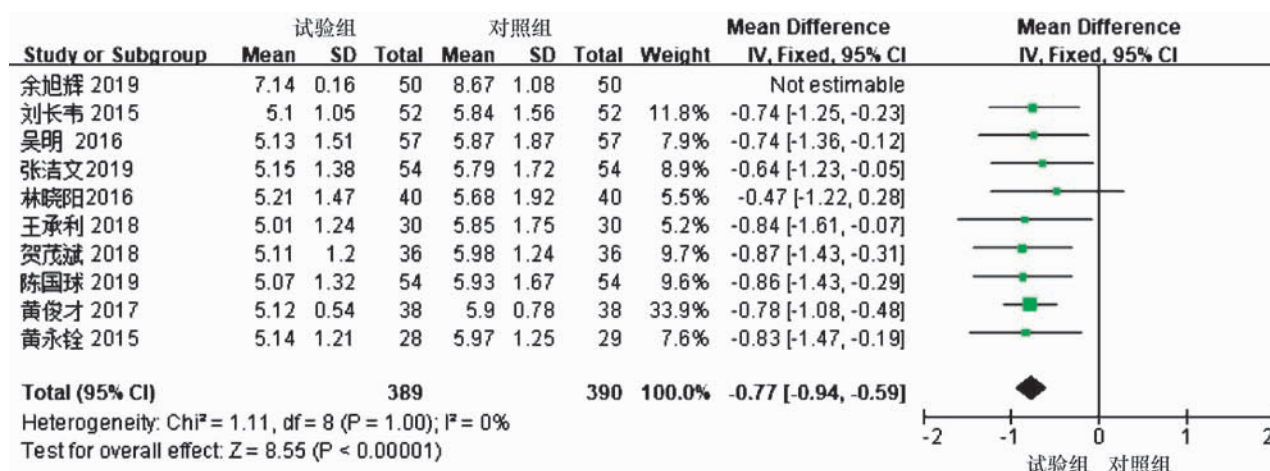 试验组 对照组 Mean Difference Mean Difference
Study or Subgroup Mean SD Total Mean SD Total Weight IV, Fixed, 95% CI IV, Fixed, 95% CI
余旭辉 2019 7.14 0.16 50 8.67 1.08 50 Not estimable
刘长韦 2015 5.1 1.05 52 5.84 1.56 52 11.8% -0.74 [-1.25, -0.23]
吴明 2016 5.13 1.51 57 5.87 1.87 57 7.9% -0.74 [-1.36, -0.12]
张洁文2019 5.15 1.38 54 5.79 1.72 54 8.9% -0.64 [-1.23, -0.05]
林晓阳2016 5.21 1.47 40 5.68 1.92 40 5.5% -0.47 [-1.22, 0.28]
王承利 2018 5.01 1.24 30 5.85 1.75 30 5.2% -0.84 [-1.61, -0.07]
贺茂斌 2018 5.11 1.2 36 5.98 1.24 36 9.7% -0.87 [-1.43, -0.31]
陈国球 2019 5.07 1.32 54 5.93 1.67 54 9.6% -0.86 [-1.43, -0.29]
黄俊才 2017 5.12 0.54 38 5.9 0.78 38 33.9% -0.78 [-1.08, -0.48]
黄永铨 2015 5.14 1.21 28 5.97 1.25 29 7.6% -0.83 [-1.47, -0.19]
Total (95% CI) 389 390 100.0% -0.77 [-0.94, -0.59]
Heterogeneity: Chi² = 1.11, df = 8 (P = 1.00); I² = 0%
Test for overall effect: Z = 8.55 (P < 0.00001)
-2 -1 0 1 2
试验组 对照组